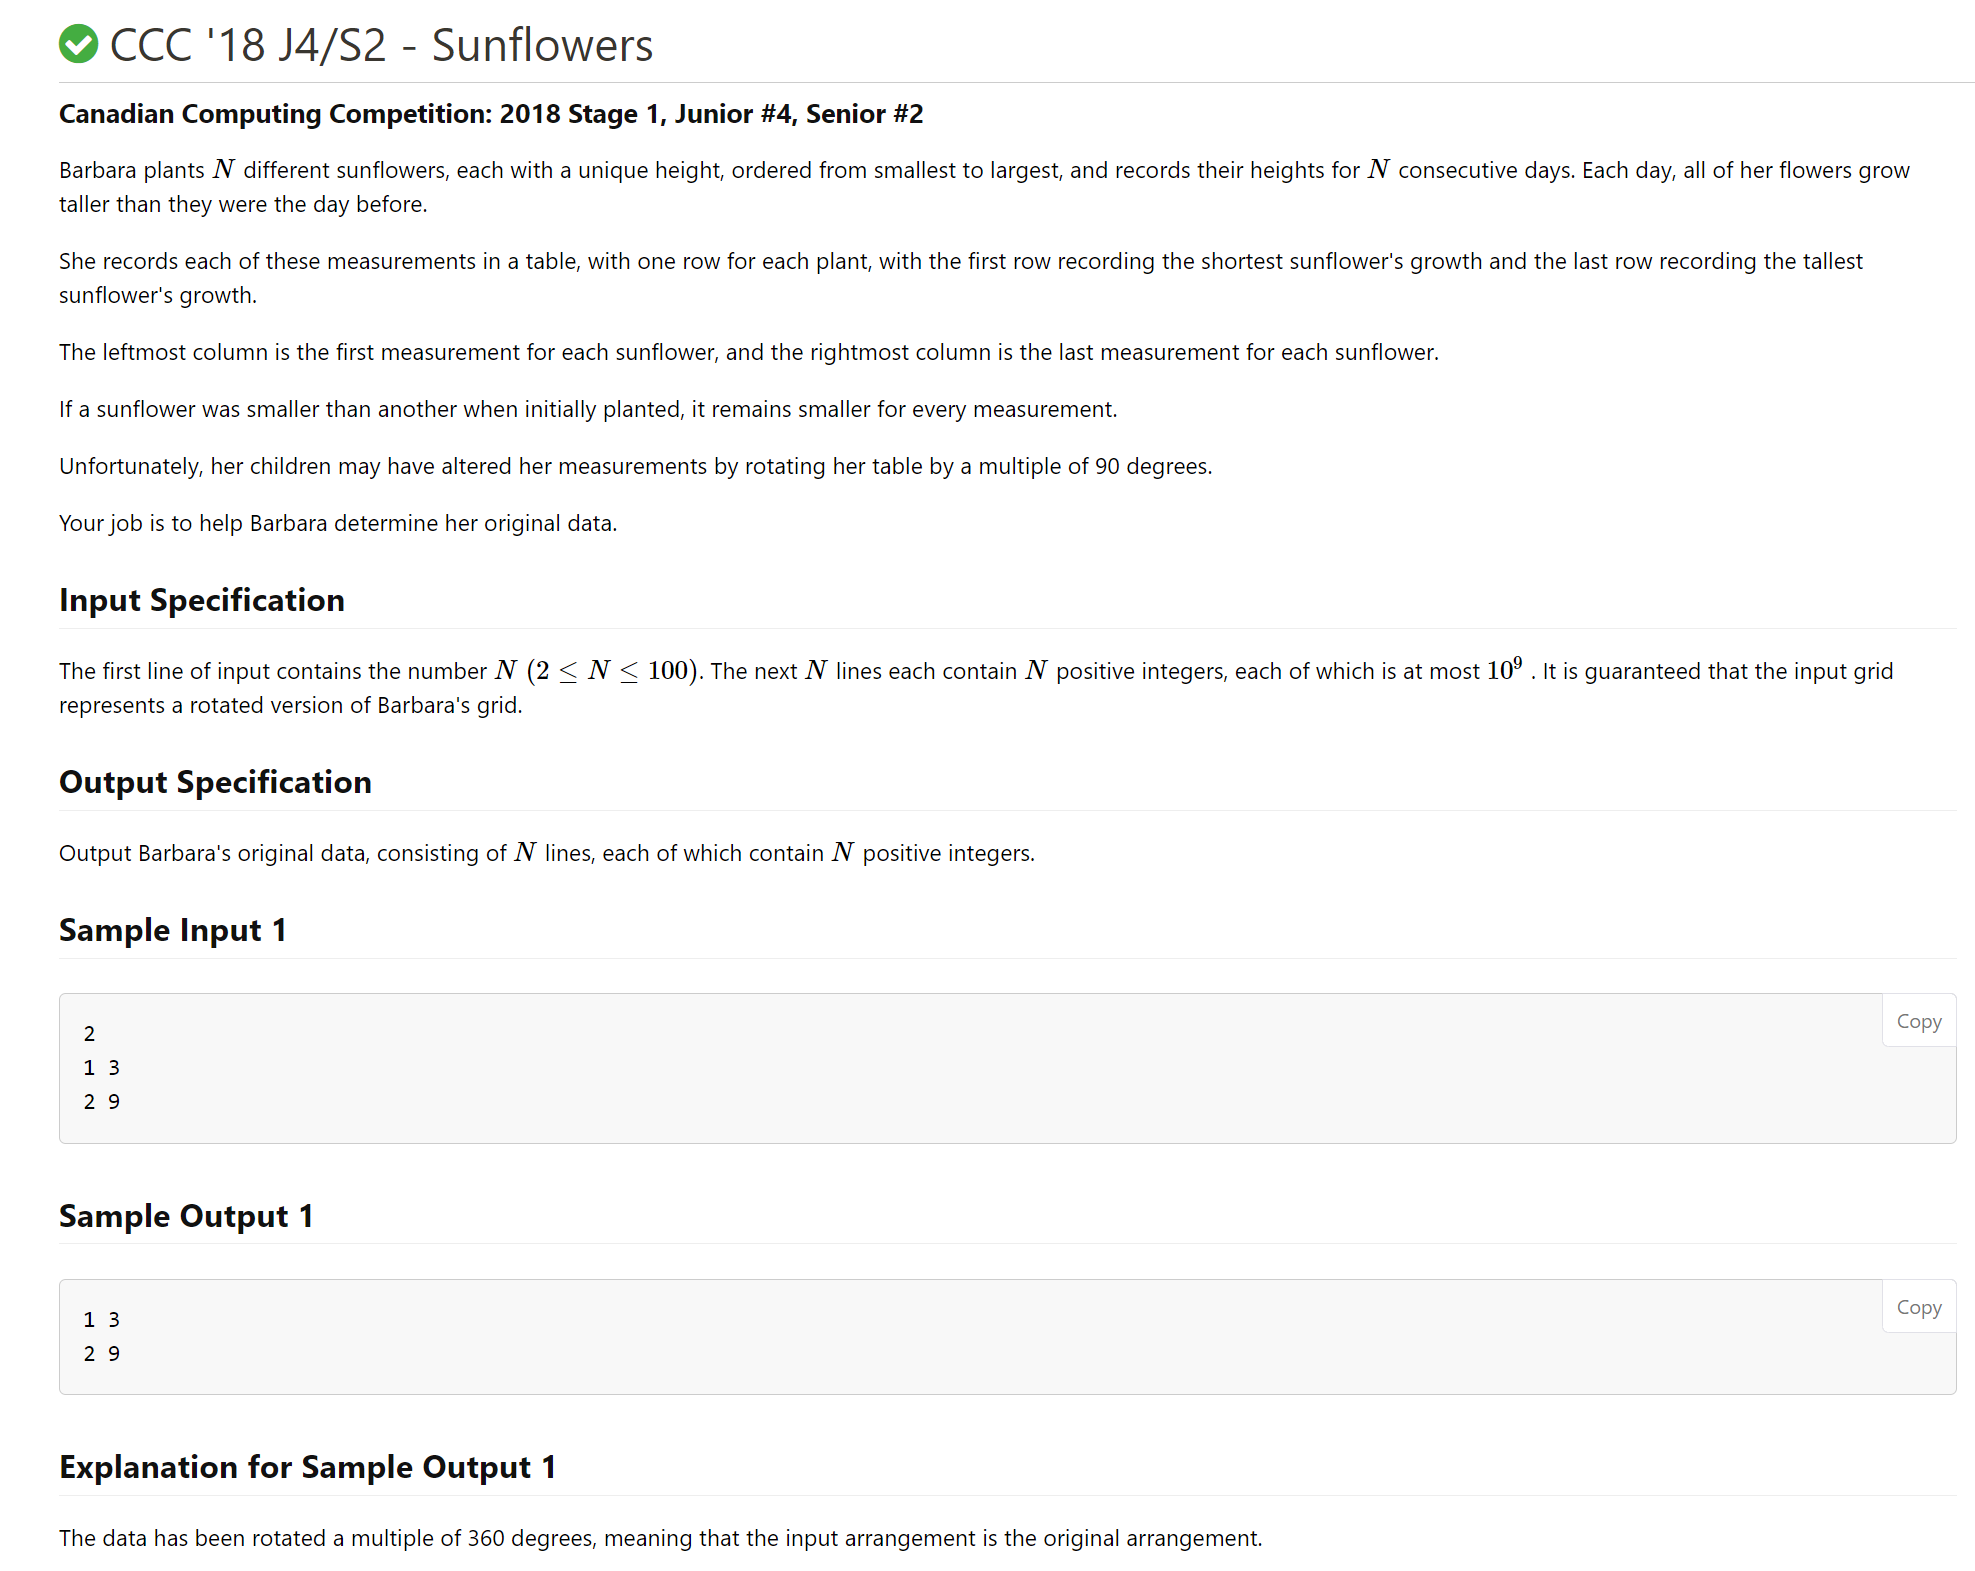 CCC '18 J4/S2 - Sunflowers
Canadian Computing Competition: 2018 Stage 1, Junior #4, Senior #2
Barbara plants N different sunflowers, each with a unique height, ordered from smallest to largest, and records their heights for N consecutive days. Each day, all of her flowers grow
taller than they were the day before.
She records each of these measurements in a table, with one row for each plant, with the first row recording the shortest sunflower's growth and the last row recording the tallest
sunflower's growth.
The leftmost column is the first measurement for each sunflower, and the rightmost column is the last measurement for each sunflower.
If a sunflower was smaller than another when initially planted, it remains smaller for every measurement.
Unfortunately, her children may have altered her measurements by rotating her table by a multiple of 90 degrees.
Your job is to help Barbara determine her original data.
Input Specification
The first line of input contains the number N (2 ≤ N ≤ 100). The next N lines each contain N positive integers, each of which is at most 10⁹ . It is guaranteed that the input grid
represents a rotated version of Barbara's grid.
Output Specification
Output Barbara's original data, consisting of N lines, each of which contain N positive integers.
Sample Input 1
Copy
2
1 3
2 9
Sample Output 1
Copy
1 3
2 9
Explanation for Sample Output 1
The data has been rotated a multiple of 360 degrees, meaning that the input arrangement is the original arrangement.